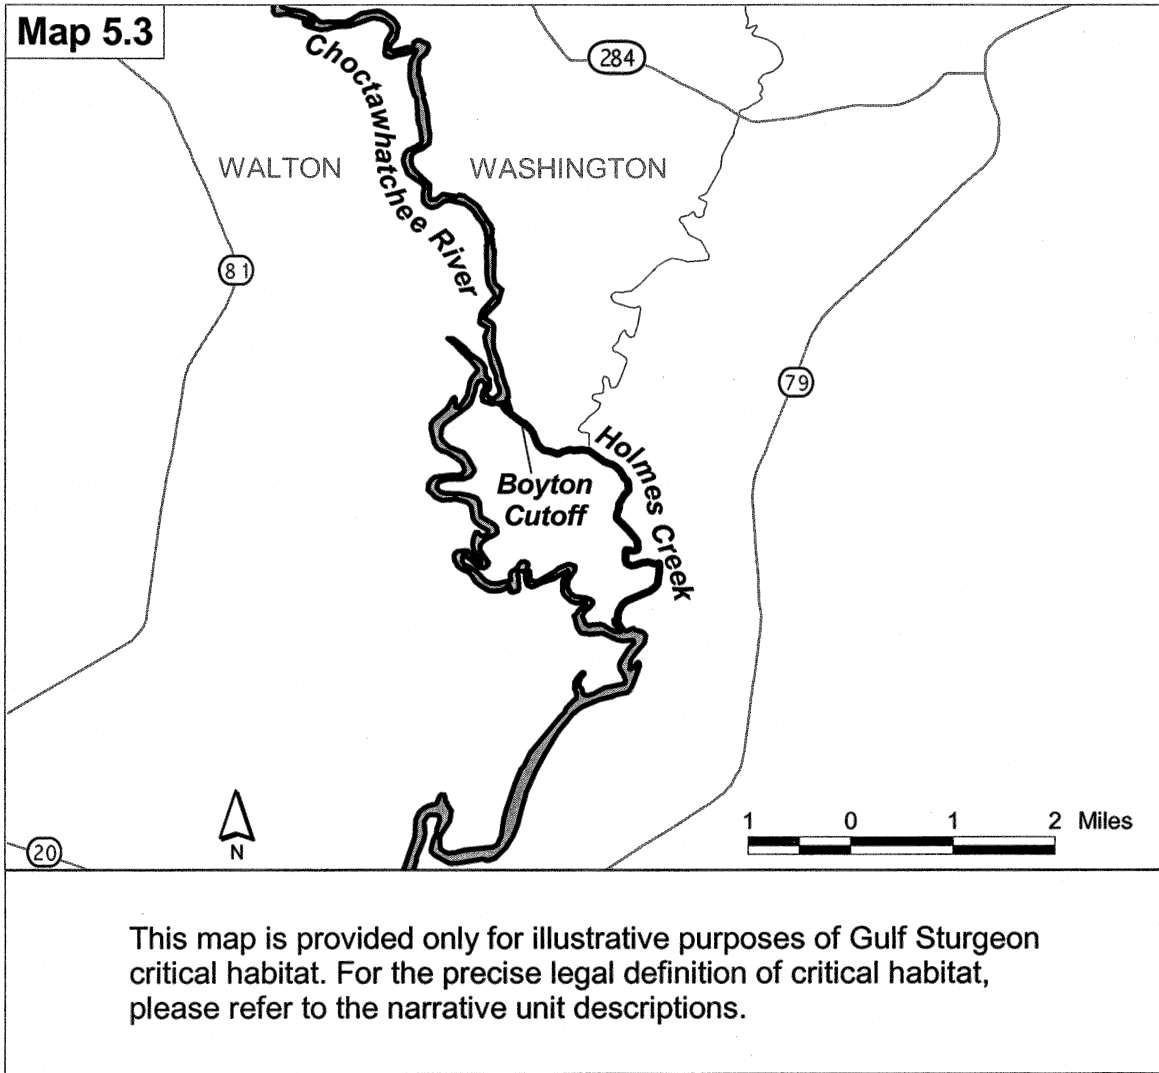 Map 5.3
Choctawhatchee River
284
WALTON
WASHINGTON
81
79
Holmes Creek
Boyton
Cutoff
N
20
1 0 1 2 Miles
This map is provided only for illustrative purposes of Gulf Sturgeon
critical habitat. For the precise legal definition of critical habitat,
please refer to the narrative unit descriptions.